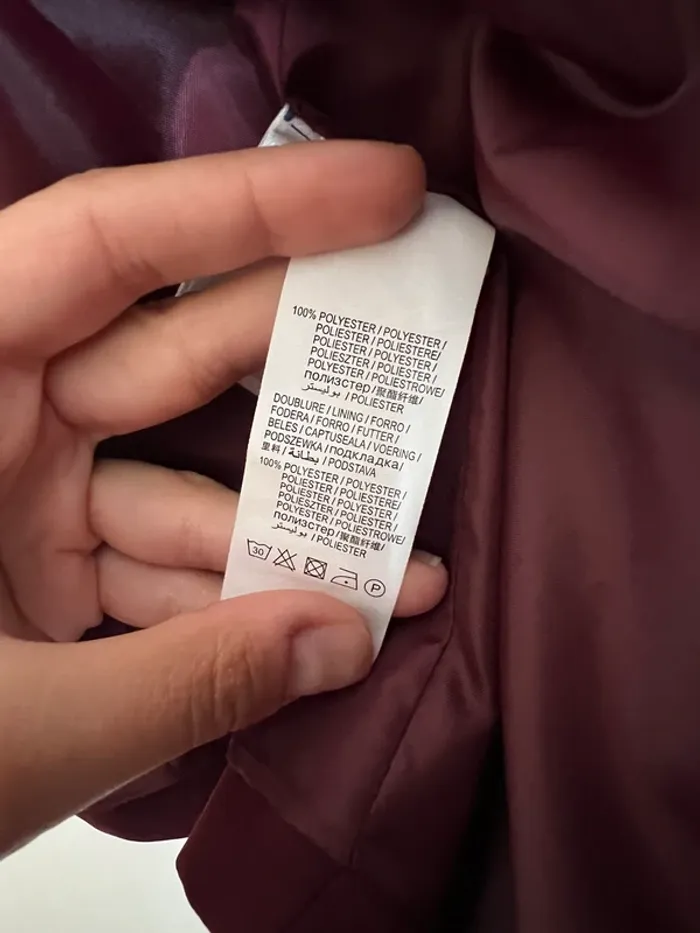 100% POLYESTER / POLYESTER /
POLIESTER / POLIESTERE/
POLIESTER / POLYESTER /
POLIESZTER / POLIESTER /
POLYESTER / POLIESTROWE/
полиэстер /聚酯纤维/
بوليستر / POLIESTER
DOUBLURE / LINING / FORRO /
FODERA / FORRO / FUTTER /
BELES / CAPTUSEALA / VOERING /
PODSZEWKA /подкладка/
里料/ بطانة / PODSTAVA
100% POLYESTER / POLYESTER /
POLIESTER / POLIESTERE/
POLIESTER / POLYESTER /
POLIESZTER / POLIESTER /
POLYESTER / POLIESTROWE/
полиэстер /聚酯纤维/
بوليستر / POLIESTER
30 P